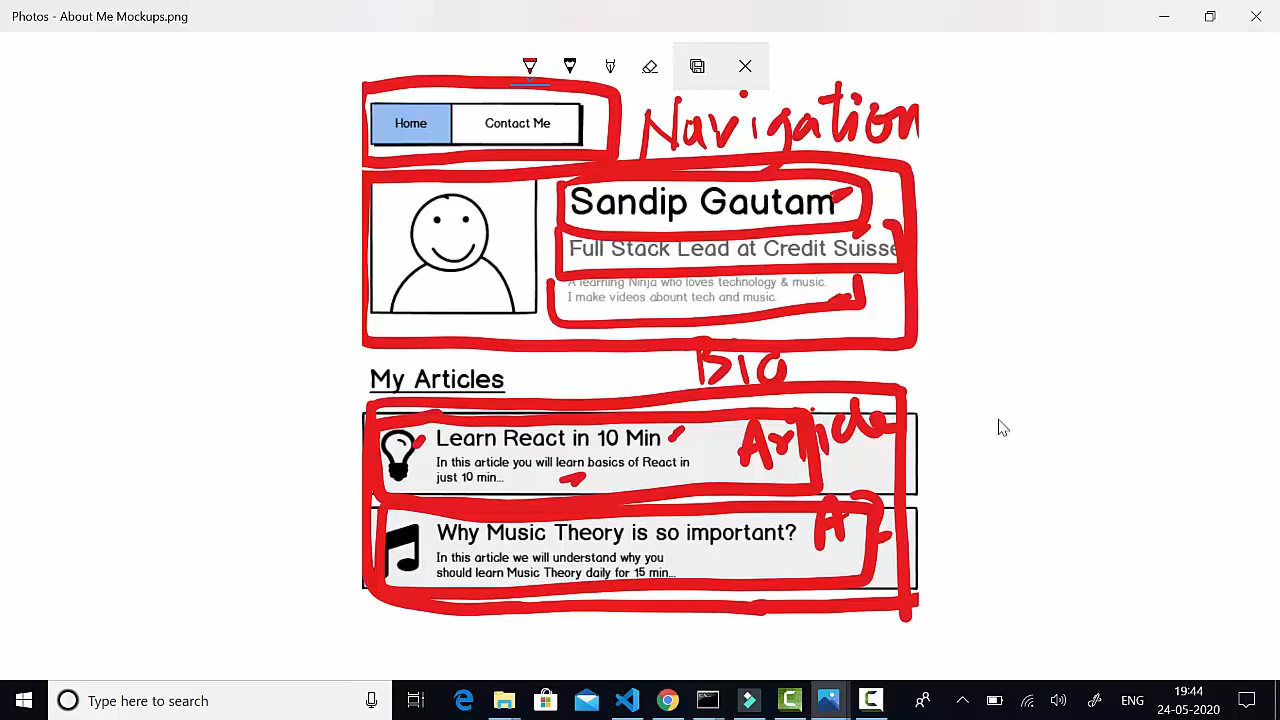 Photos - About Me Mockups.png
Home Contact Me Navigation
Sandip Gautam
Full Stack Lead at Credit Suisse
A learning Ninja who loves technology & music.
I make videos abount tech and music.
Bio
My Articles
Learn React in 10 Min
Article
In this article you will learn basics of React in
just 10 min...
Why Music Theory is so important?
In this article we will understand why you
should learn Music Theory daily for 15 min...
Type here to search
ENG
19:44
24-05-2020